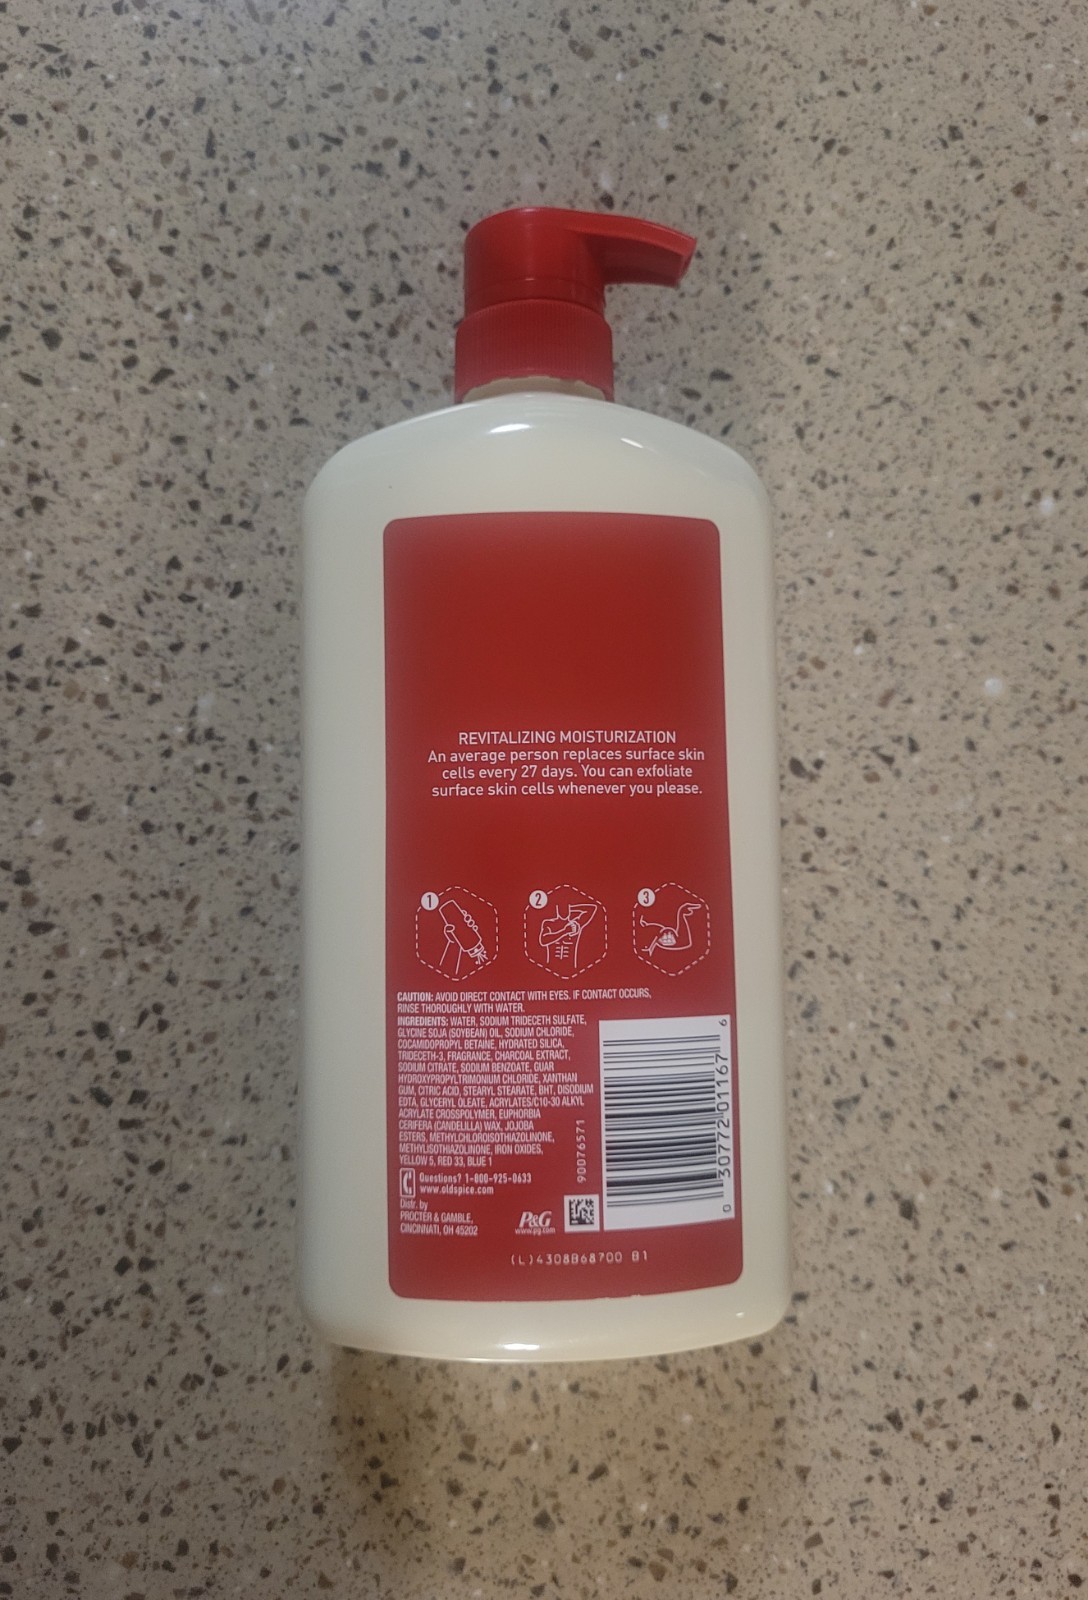 REVITALIZING MOISTURIZATION
An average person replaces surface skin
cells every 27 days. You can exfoliate
surface skin cells whenever you please.
1
2
3
CAUTION: AVOID DIRECT CONTACT WITH EYES. IF CONTACT OCCURS,
RINSE THOROUGHLY WITH WATER.
INGREDIENTS: WATER, SODIUM TRIDECETH SULFATE,
GLYCINE SOJA (SOYBEAN) OIL, SODIUM CHLORIDE,
COCAMIDOPROPYL BETAINE, HYDRATED SILICA,
TRIDECETH-3, FRAGRANCE, CHARCOAL EXTRACT,
SODIUM CITRATE, SODIUM BENZOATE, GUAR
HYDROXYPROPYLTRIMONIUM CHLORIDE, XANTHAN
GUM, CITRIC ACID, STEARYL STEARATE, BHT, DISODIUM
EDTA, GLYCERYL OLEATE, ACRYLATES/C10-30 ALKYL
ACRYLATE CROSSPOLYMER, EUPHORBIA
CERIFERA (CANDELILLA) WAX, JOJOBA
ESTERS, METHYLCHLOROISOTHIAZOLINONE,
METHYLISOTHIAZOLINONE, IRON OXIDES,
YELLOW 5, RED 33, BLUE 1
Questions? 1-800-925-0633
www.oldspice.com
Distr. by
PROCTER & GAMBLE,
CINCINNATI, OH 45202
P&G
www.pg.com
90076571
0 30772 01167 6
(L)4308B68700 B1